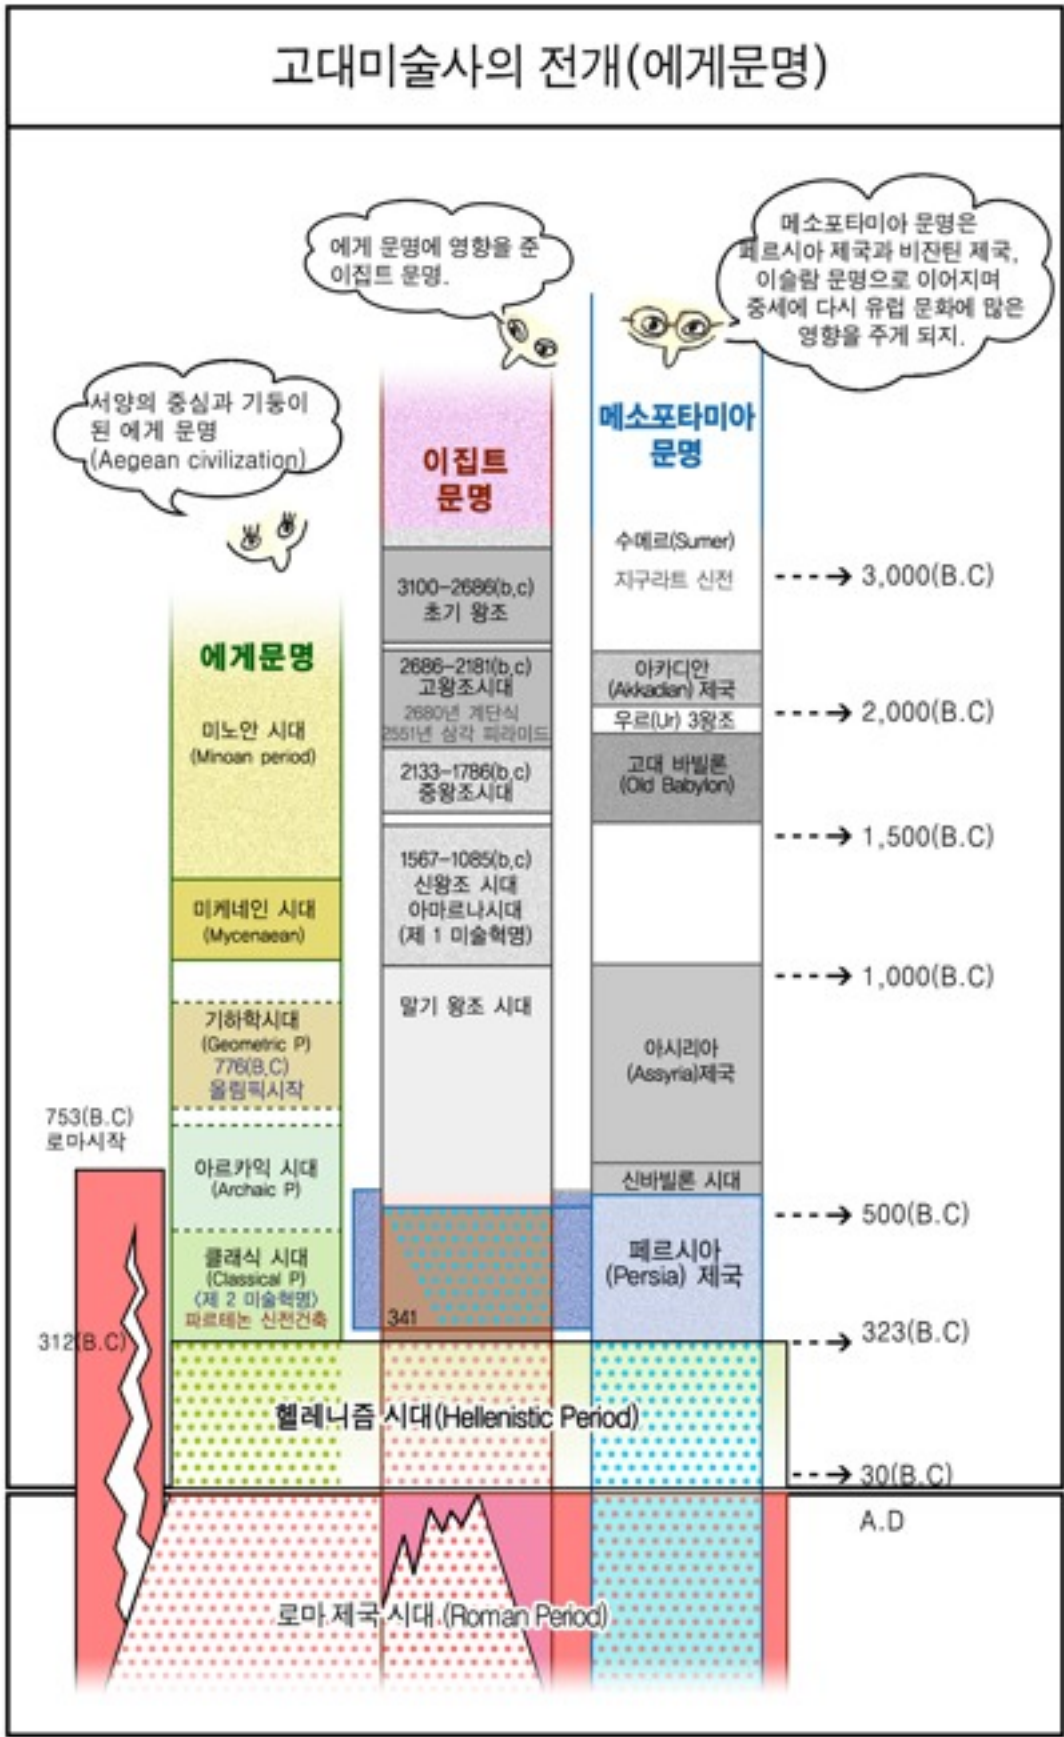 고대미술사의 전개(에게문명)
에게 문명에 영향을 준
이집트 문명.
메소포타미아 문명은
페르시아 제국과 비잔틴 제국,
이슬람 문명으로 이어지며
중세에 다시 유럽 문화에 많은
영향을 주게 되지.
서양의 중심과 기둥이
된 에게 문명
(Aegean civilization)
에게문명
미노안 시대
(Minoan period)
미케네인 시대
(Mycenaean)
기하학시대
(Geometric P)
776(B.C)
올림픽시작
아르카익 시대
(Archaic P)
클래식 시대
(Classical P)
<제 2 미술혁명>
파르테논 신전건축
753(B.C)
로마시작
312(B.C)
이집트
문명
3100-2686(b,c)
초기 왕조
2686-2181(b,c)
고왕조시대
2680년 계단식
2551년 삼각 피라미드
2133-1786(b,c)
중왕조시대
1567-1085(b,c)
신왕조 시대
아마르나시대
(제 1 미술혁명)
말기 왕조 시대
341
메소포타미아
문명
수메르(Sumer)
지구라트 신전
아카디안
(Akkadian) 제국
우르(Ur) 3왕조
고대 바빌론
(Old Babylon)
아시리아
(Assyria)제국
신바빌론 시대
페르시아
(Persia) 제국
3,000(B.C)
2,000(B.C)
1,500(B.C)
1,000(B.C)
500(B.C)
323(B.C)
30(B.C)
A.D
헬레니즘 시대(Hellenistic Period)
로마 제국 시대 (Roman Period)